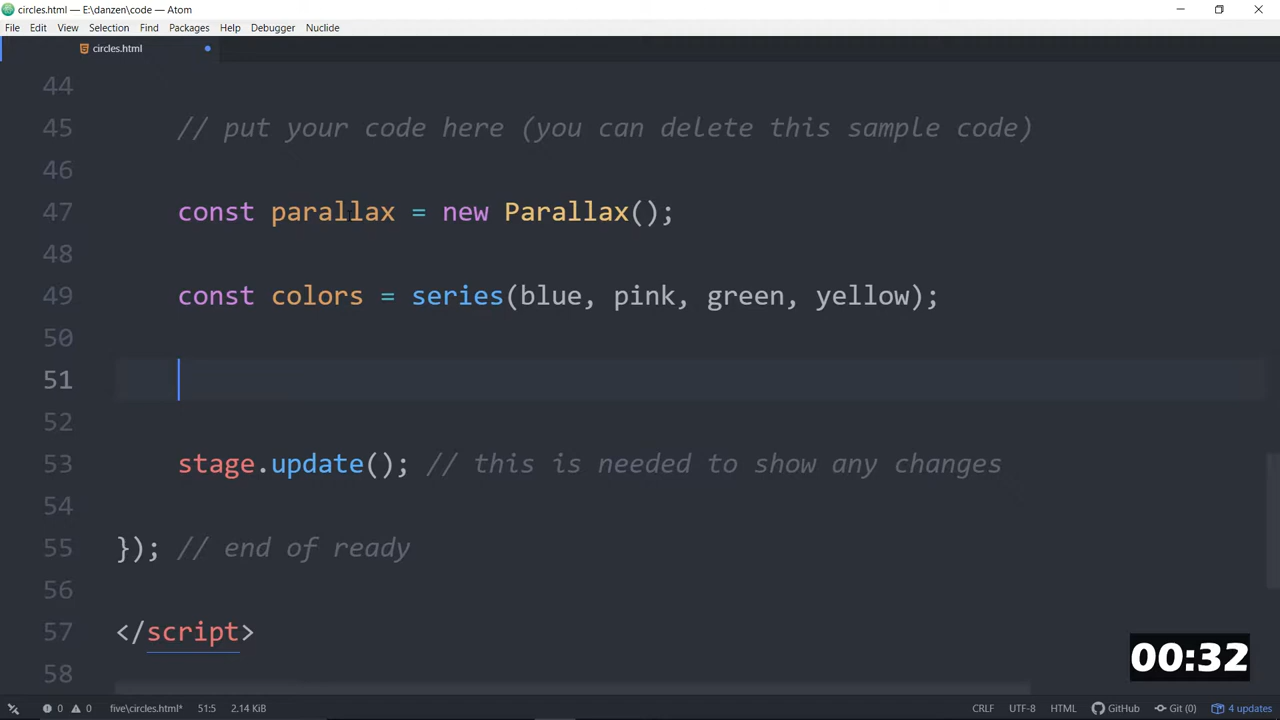 circles.html — E:\danzen\code — Atom
File Edit View Selection Find Packages Help Debugger Nuclide
circles.html
44
45 // put your code here (you can delete this sample code)
46
47 const parallax = new Parallax();
48
49 const colors = series(blue, pink, green, yellow);
50
51
52
53 stage.update(); // this is needed to show any changes
54
55 }); // end of ready
56
57 </script>
58
00:32
0 0 five\circles.html* 51:5 2.14 KiB CRLF UTF-8 HTML GitHub Git (0) 4 updates